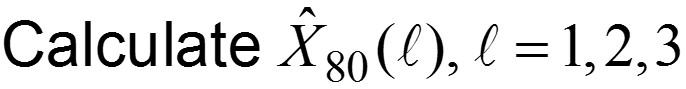 Calculate X̂₈₀(ℓ), ℓ = 1, 2, 3